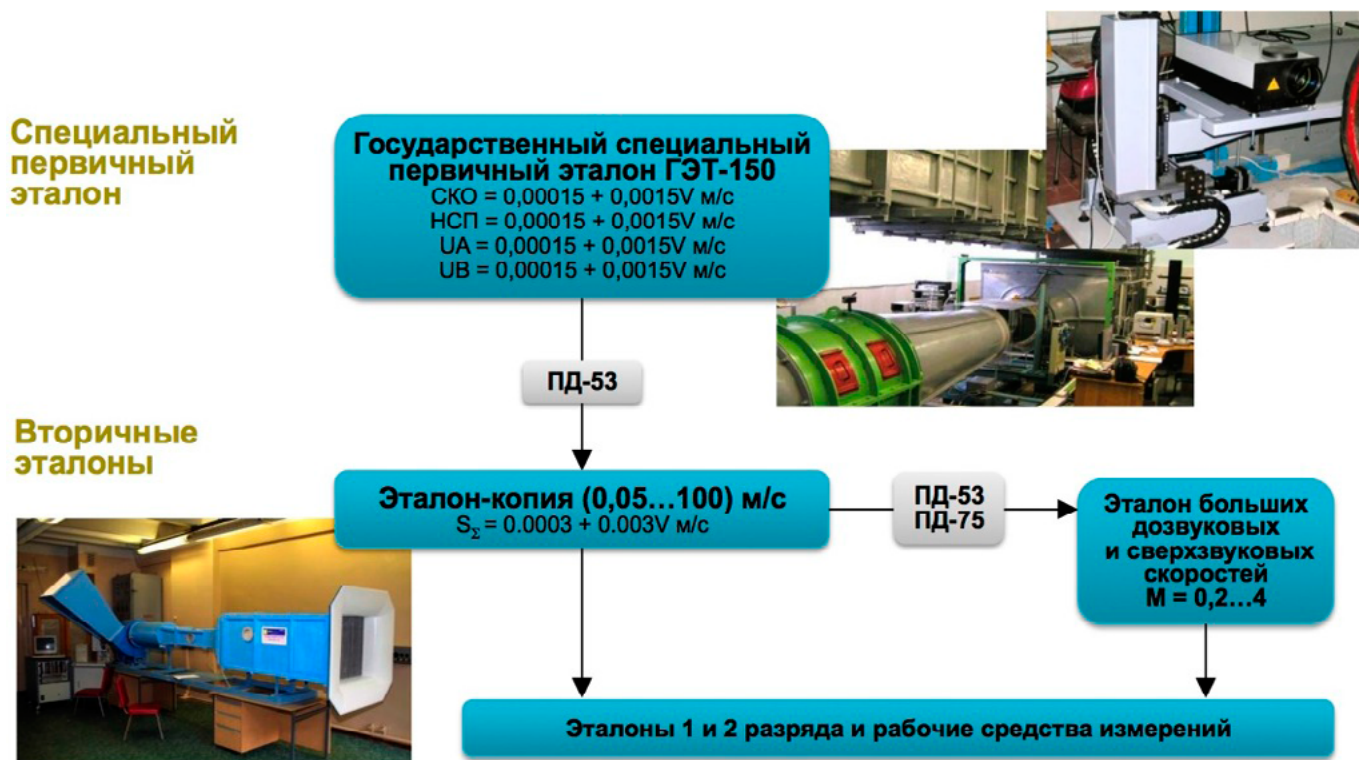 Специальный
первичный
эталон
Государственный специальный
первичный эталон ГЭТ-150
СКО = 0,00015 + 0,0015V м/с
НСП = 0,00015 + 0,0015V м/с
UA = 0,00015 + 0,0015V м/с
UB = 0,00015 + 0,0015V м/с
ПД-53
Вторичные
эталоны
Эталон-копия (0,05...100) м/с
S_Σ = 0.0003 + 0.003V м/с
ПД-53
ПД-75
Эталон больших
дозвуковых
и сверхзвуковых
скоростей
М = 0,2...4
Эталоны 1 и 2 разряда и рабочие средства измерений